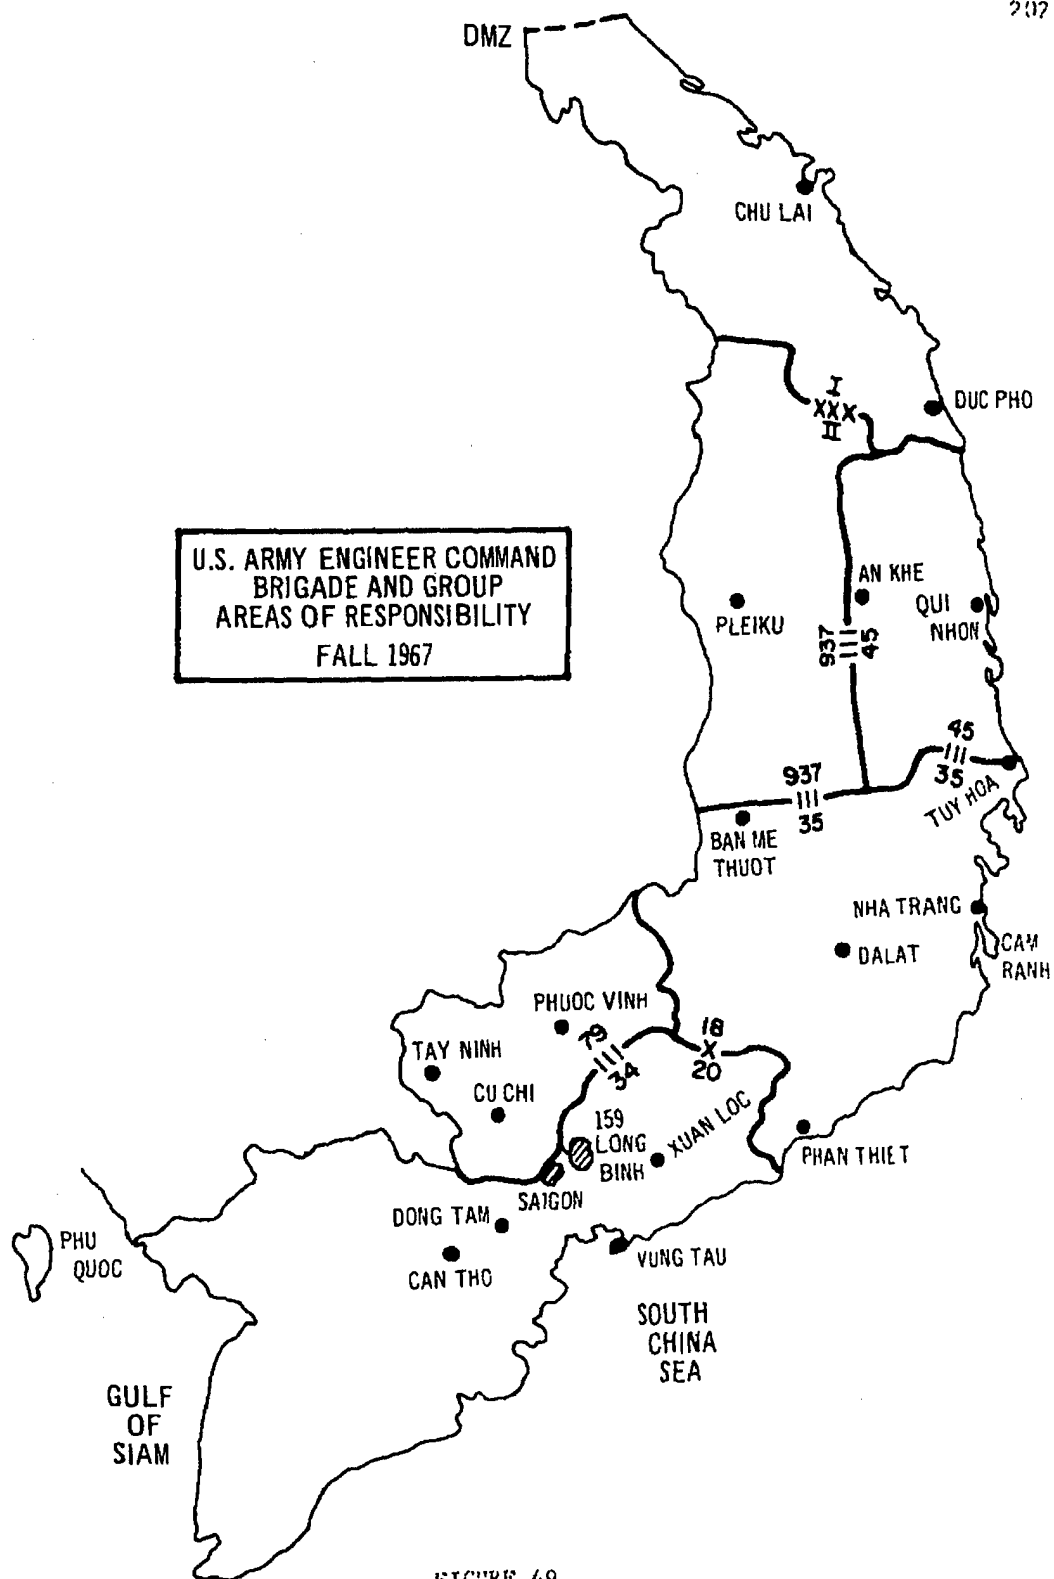 202
DMZ
CHU LAI
I
XXX
II
DUC PHO
U.S. ARMY ENGINEER COMMAND
BRIGADE AND GROUP
AREAS OF RESPONSIBILITY
FALL 1967
AN KHE
PLEIKU
QUI
NHON
937
III
45
45
III
35
TUY HOA
937
III
35
BAN ME
THUOT
NHA TRANG
DALAT
CAM
RANH
PHUOC VINH
79
III
34
18
X
20
TAY NINH
CU CHI
159
LONG
BINH
XUAN LOC
PHAN THIET
SAIGON
DONG TAM
CAN THO
VUNG TAU
PHU
QUOC
SOUTH
CHINA
SEA
GULF
OF
SIAM
FIGURE 49